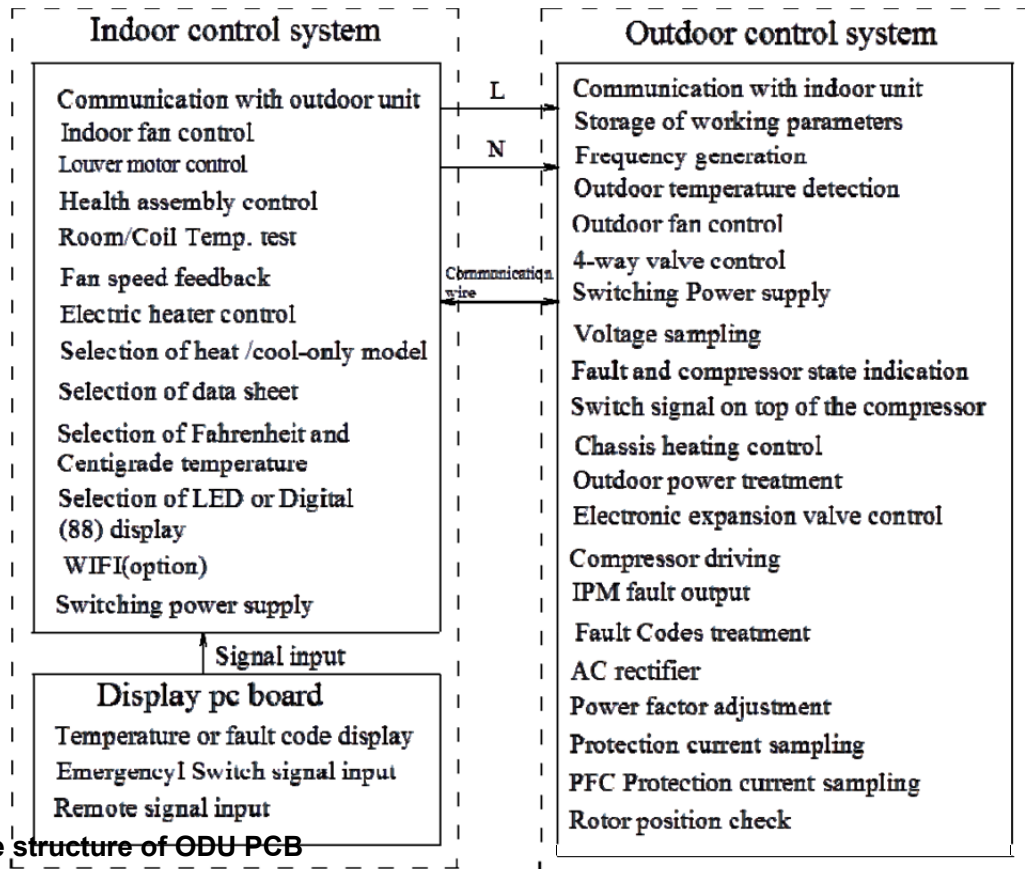 Indoor control system
Communication with outdoor unit
Indoor fan control
Louver motor control
Health assembly control
Room/Coil Temp. test
Fan speed feedback
Electric heater control
Selection of heat /cool-only model
Selection of data sheet
Selection of Fahrenheit and
Centigrade temperature
Selection of LED or Digital
(88) display
WIFI(option)
Switching power supply
Signal input
Display pc board
Temperature or fault code display
Emergency1 Switch signal input
Remote signal input
L
N
Communication
wire
Outdoor control system
Communication with indoor unit
Storage of working parameters
Frequency generation
Outdoor temperature detection
Outdoor fan control
4-way valve control
Switching Power supply
Voltage sampling
Fault and compressor state indication
Switch signal on top of the compressor
Chassis heating control
Outdoor power treatment
Electronic expansion valve control
Compressor driving
IPM fault output
Fault Codes treatment
AC rectifier
Power factor adjustment
Protection current sampling
PFC Protection current sampling
Rotor position check
e structure of ODU PCB